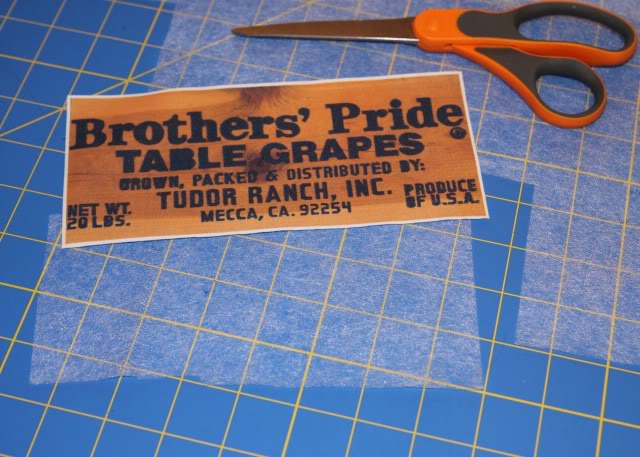 Brothers' Pride®
TABLE GRAPES
GROWN, PACKED & DISTRIBUTED BY:
TUDOR RANCH, INC.
MECCA, CA. 92254
NET WT.
20 LBS.
PRODUCE
OF U.S.A.